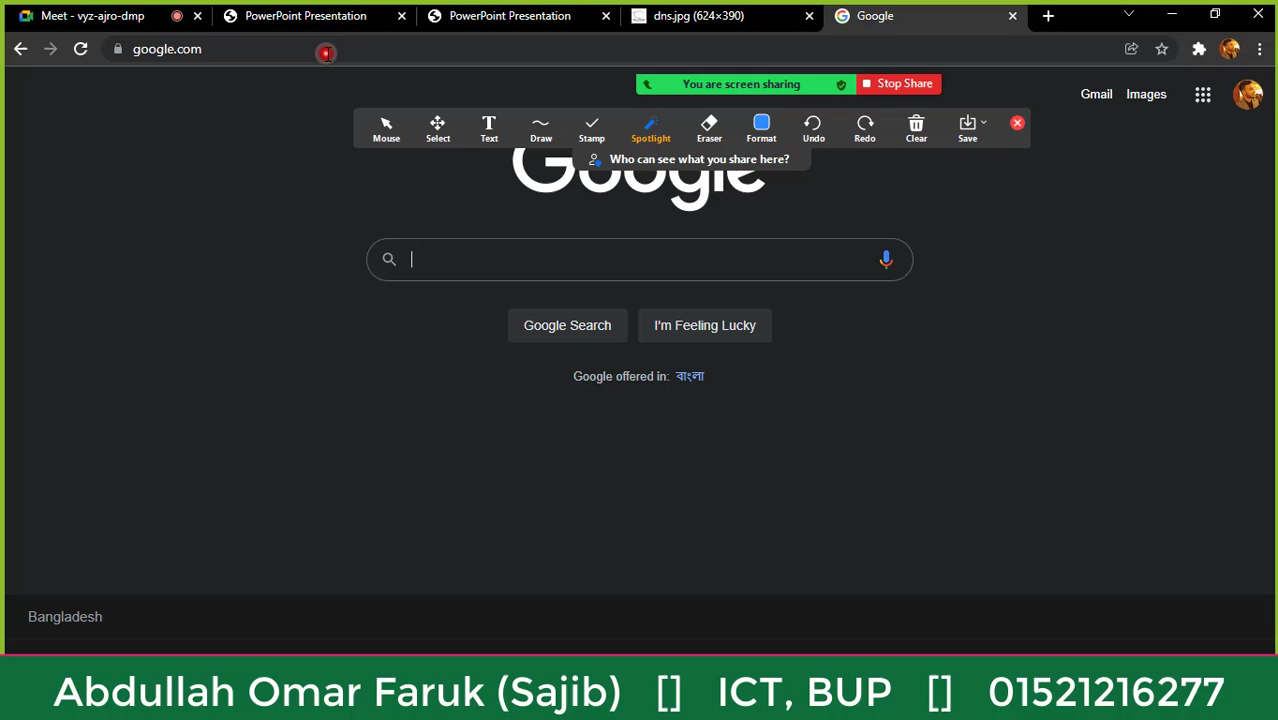 Meet - vyz-ajro-dmp
PowerPoint Presentation
PowerPoint Presentation
dns.jpg (624×390)
Google
google.com
You are screen sharing
Stop Share
Gmail
Images
Mouse
Select
Text
Draw
Stamp
Spotlight
Eraser
Format
Undo
Redo
Clear
Save
Who can see what you share here?
Google
Google Search
I'm Feeling Lucky
Google offered in: বাংলা
Bangladesh
Abdullah Omar Faruk (Sajib) [] ICT, BUP [] 01521216277